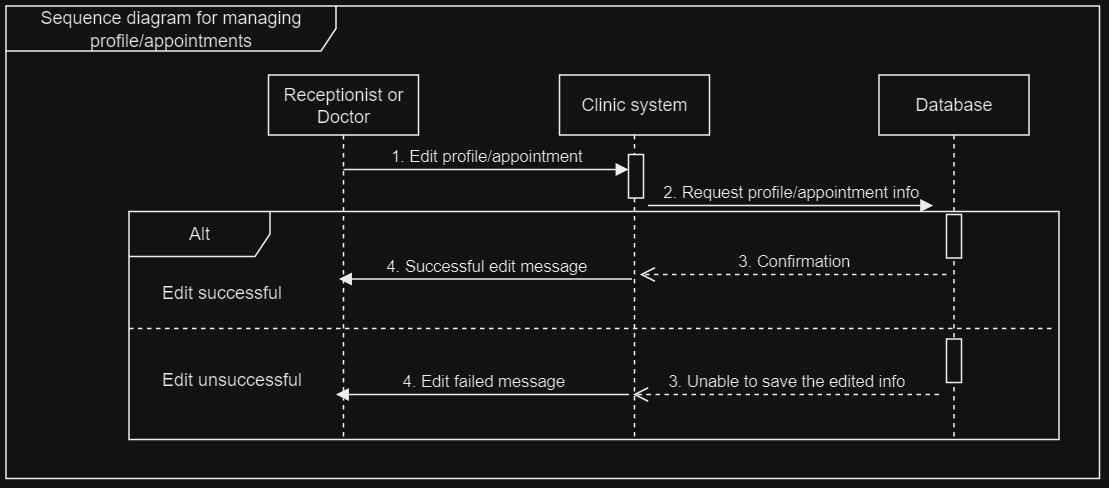 Sequence diagram for managing
profile/appointments
Receptionist or
Doctor
Clinic system
Database
1. Edit profile/appointment
2. Request profile/appointment info
Alt
3. Confirmation
4. Successful edit message
Edit successful
Edit unsuccessful
3. Unable to save the edited info
4. Edit failed message